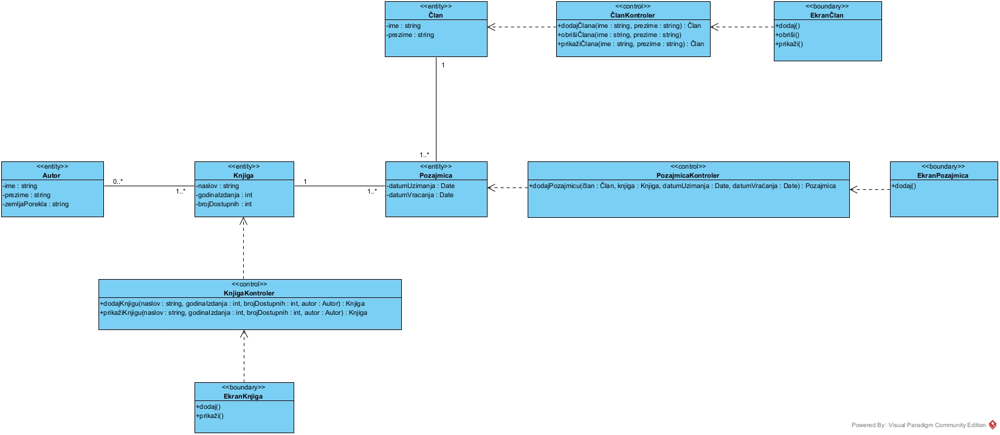 <<entity>>
Član
-ime : string
-prezime : string
<<control>>
ČlanKontroler
+dodajČlana(ime : string, prezime : string) : Član
+obrišiČlana(ime : string, prezime : string)
+prikažiČlana(ime : string, prezime : string) : Član
<<boundary>>
EkranČlan
+dodaj()
+obriši()
+prikaži()
1
1..*
<<entity>>
Autor
-ime : string
-prezime : string
-zemljaPorekla : string
0..*
1..*
<<entity>>
Knjiga
-naslov : string
-godinaIzdanja : int
-brojDostupnih : int
1
1..*
<<entity>>
Pozajmica
-datumUzimanja : Date
-datumVracanja : Date
<<control>>
PozajmicaKontroler
+dodajPozajmicu(član : Član, knjiga : Knjiga, datumUzimanja : Date, datumVraćanja : Date) : Pozajmica
<<boundary>>
EkranPozajmica
+dodaj()
<<control>>
KnjigaKontroler
+dodajKnjigu(naslov : string, godinaIzdanja : int, brojDostupnih : int, autor : Autor) : Knjiga
+prikažiKnjigu(naslov : string, godinaIzdanja : int, brojDostupnih : int, autor : Autor) : Knjiga
<<boundary>>
EkranKnjiga
+dodaj()
+prikaži()
Powered By Visual Paradigm Community Edition